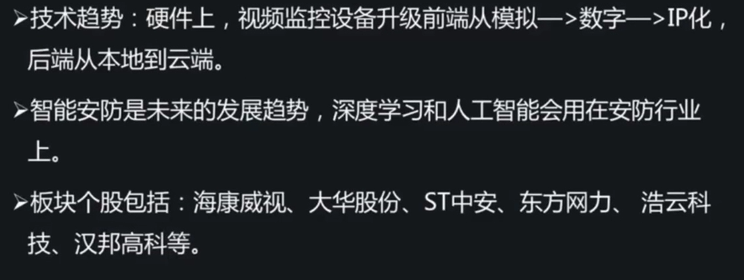 ➢技术趋势：硬件上，视频监控设备升级前端从模拟—>数字—>IP化，
后端从本地到云端。
➢智能安防是未来的发展趋势，深度学习和人工智能会用在安防行业
上。
➢板块个股包括：海康威视、大华股份、ST中安、东方网力、 浩云科
技、汉邦高科等。